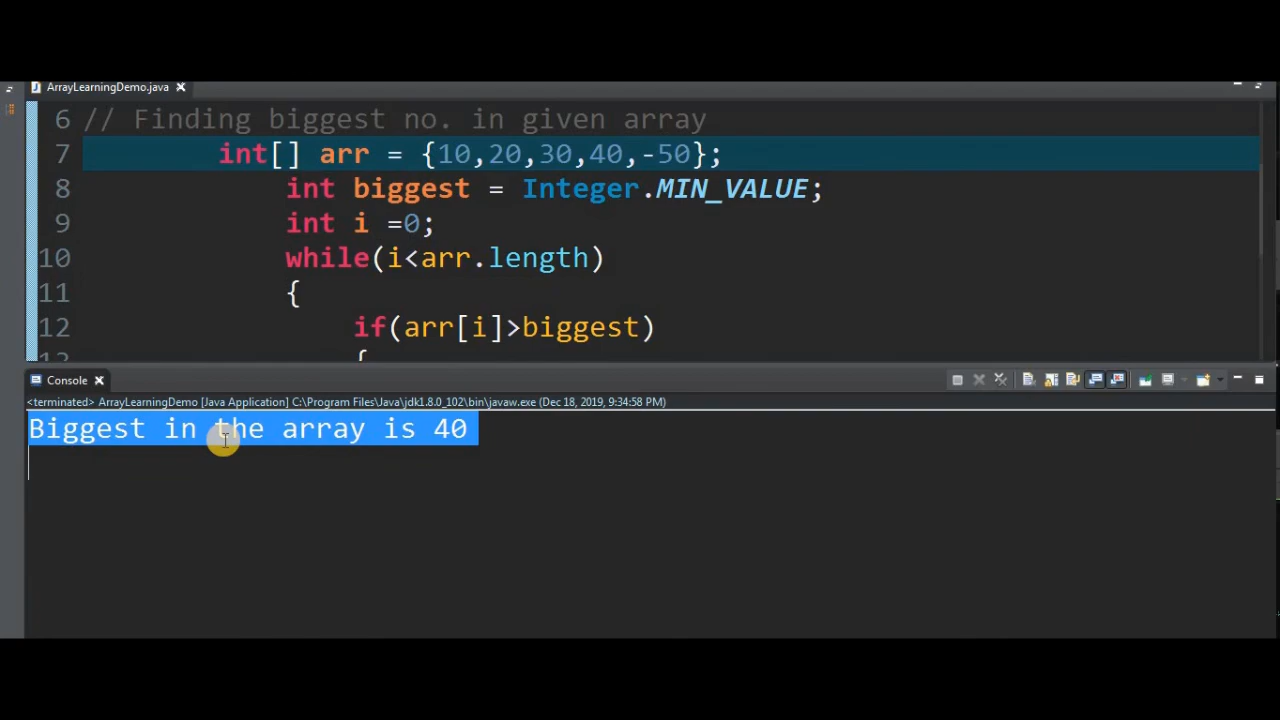 ArrayLearningDemo.java
6 // Finding biggest no. in given array
7 int[] arr = {10,20,30,40,-50};
8 int biggest = Integer.MIN_VALUE;
9 int i =0;
10 while(i<arr.length)
11 {
12 if(arr[i]>biggest)
{
Console
<terminated> ArrayLearningDemo [Java Application] C:\Program Files\Java\jdk1.8.0_102\bin\javaw.exe (Dec 18, 2019, 9:34:58 PM)
Biggest in the array is 40